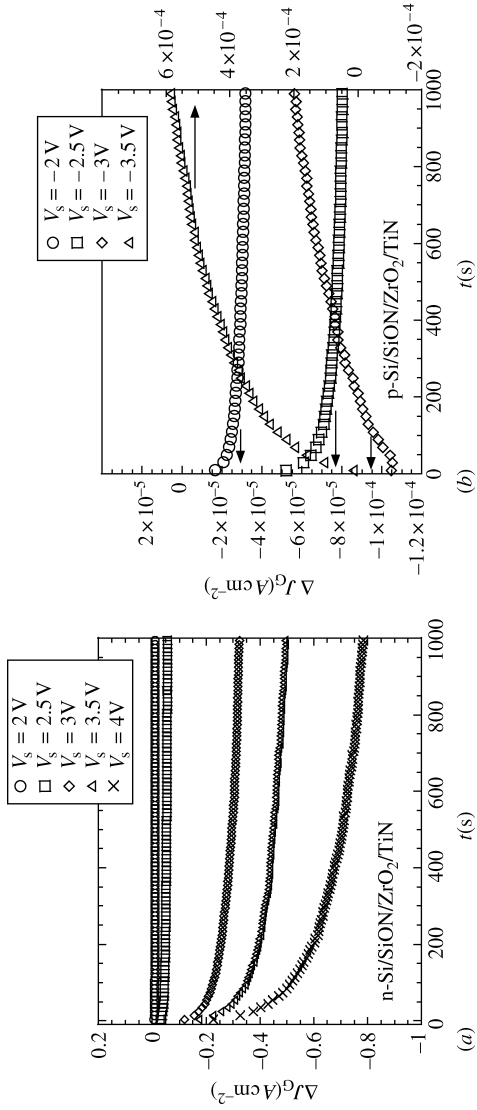 V_s = 2 V
V_s = 2.5 V
V_s = 3V
V_s = 3.5 V
V_s = 4V
0.2
0
−0.2
−0.4
−0.6
−0.8
−1
ΔJ_G(A cm⁻²)
n-Si/SiON/ZrO₂/TiN
0
200
400
600
800
1000
t(s)
(a)
V_s = −2 V
V_s = −2.5 V
V_s = −3V
V_s = −3.5 V
2×10⁻⁵
0
−2×10⁻⁵
−4×10⁻⁵
−6×10⁻⁵
−8×10⁻⁵
−1×10⁻⁴
−1.2×10⁻⁴
ΔJ_G(A cm⁻²)
6×10⁻⁴
4×10⁻⁴
2×10⁻⁴
0
−2×10⁻⁴
p-Si/SiON/ZrO₂/TiN
0
200
400
600
800
1000
t(s)
(b)